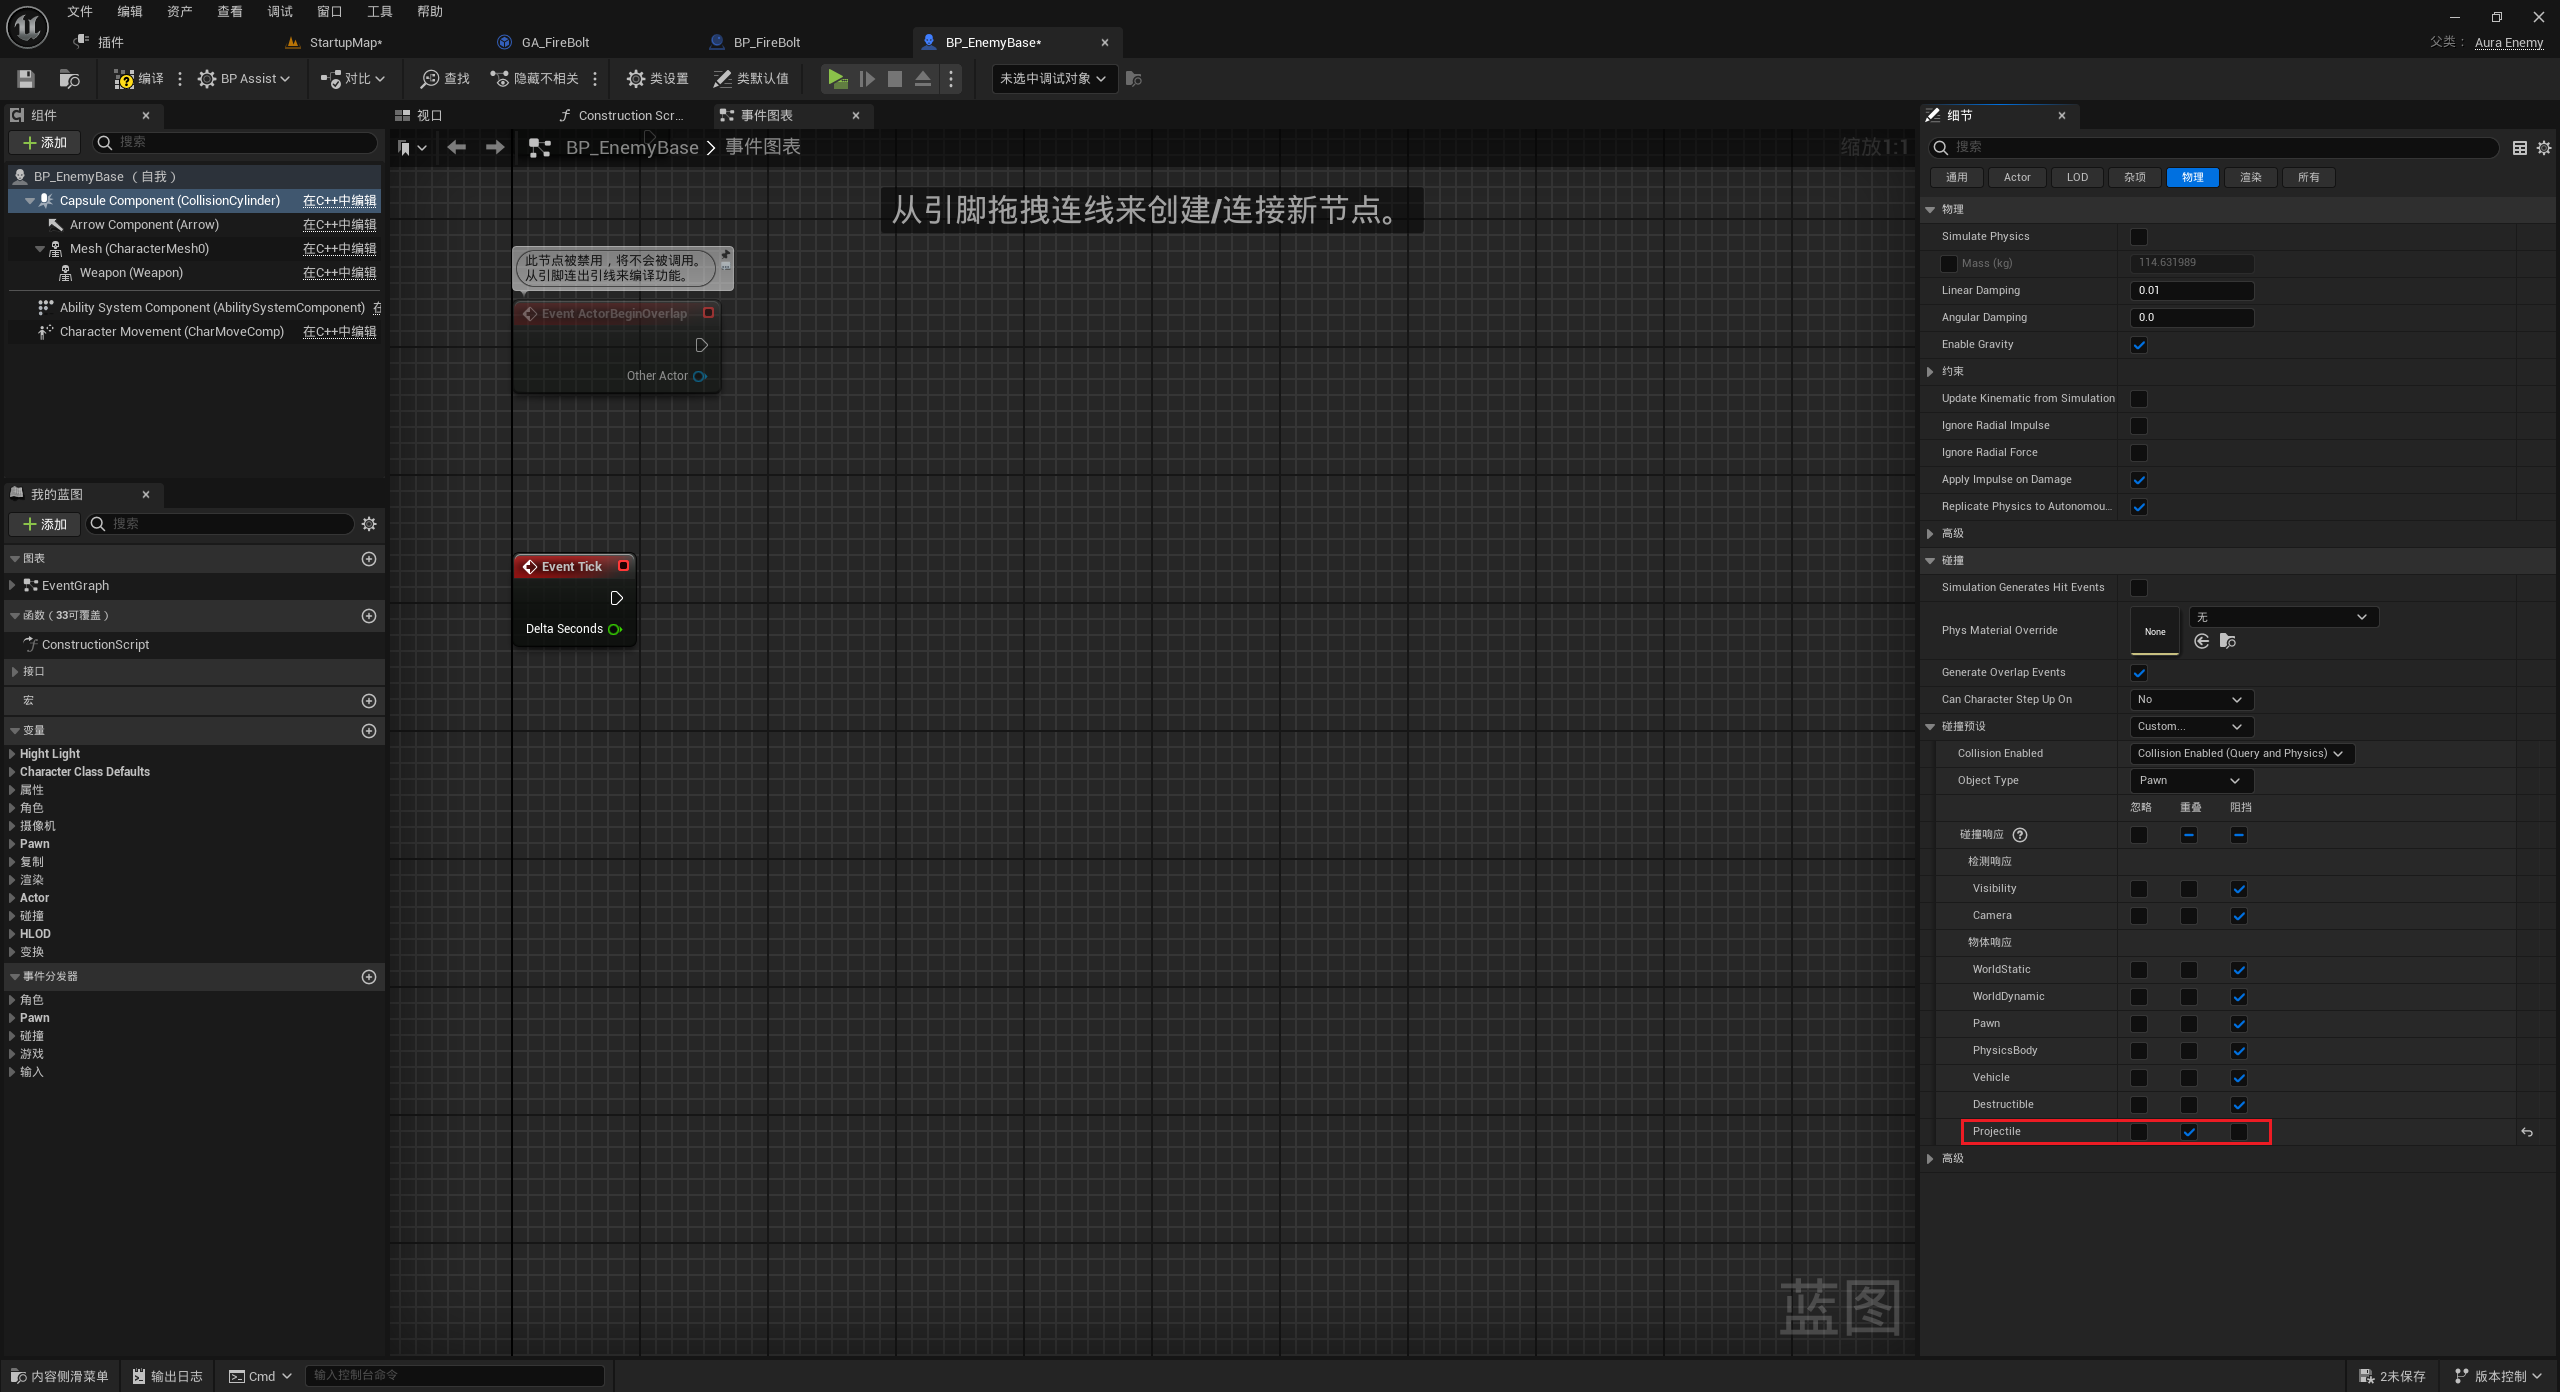 文件 编辑 资产 查看 调试 窗口 工具 帮助
插件 StartupMap* GA_FireBolt BP_FireBolt BP_EnemyBase* 父类： Aura Enemy
编译 BP Assist 对比 查找 隐藏不相关 类设置 类默认值 未选中调试对象
组件
添加 搜索
BP_EnemyBase （自我）
Capsule Component (CollisionCylinder) 在C++中编辑
Arrow Component (Arrow) 在C++中编辑
Mesh (CharacterMesh0) 在C++中编辑
Weapon (Weapon) 在C++中编辑
Ability System Component (AbilitySystemComponent) 在
Character Movement (CharMoveComp) 在C++中编辑
我的蓝图
添加 搜索
图表
EventGraph
函数（33可覆盖）
ConstructionScript
接口
宏
变量
Hight Light
Character Class Defaults
属性
角色
摄像机
Pawn
复制
渲染
Actor
碰撞
HLOD
变换
事件分发器
角色
Pawn
碰撞
游戏
输入
视口 Construction Scr... 事件图表
BP_EnemyBase > 事件图表 缩放1:1
从引脚拖拽连线来创建/连接新节点。
此节点被禁用，将不会被调用。
从引脚连出引线来编译功能。
Event ActorBeginOverlap
Other Actor
Event Tick
Delta Seconds
蓝图
细节
搜索
通用 Actor LOD 杂项 物理 渲染 所有
物理
Simulate Physics
Mass (kg) 114.631989
Linear Damping 0.01
Angular Damping 0.0
Enable Gravity
约束
Update Kinematic from Simulation
Ignore Radial Impulse
Ignore Radial Force
Apply Impulse on Damage
Replicate Physics to Autonomou...
高级
碰撞
Simulation Generates Hit Events
Phys Material Override None 无
Generate Overlap Events
Can Character Step Up On No
碰撞预设 Custom...
Collision Enabled Collision Enabled (Query and Physics)
Object Type Pawn
忽略 重叠 阻挡
碰撞响应 ?
检测响应
Visibility
Camera
物体响应
WorldStatic
WorldDynamic
Pawn
PhysicsBody
Vehicle
Destructible
Projectile
高级
内容侧滑菜单 输出日志 Cmd 输入控制台命令 2未保存 版本控制